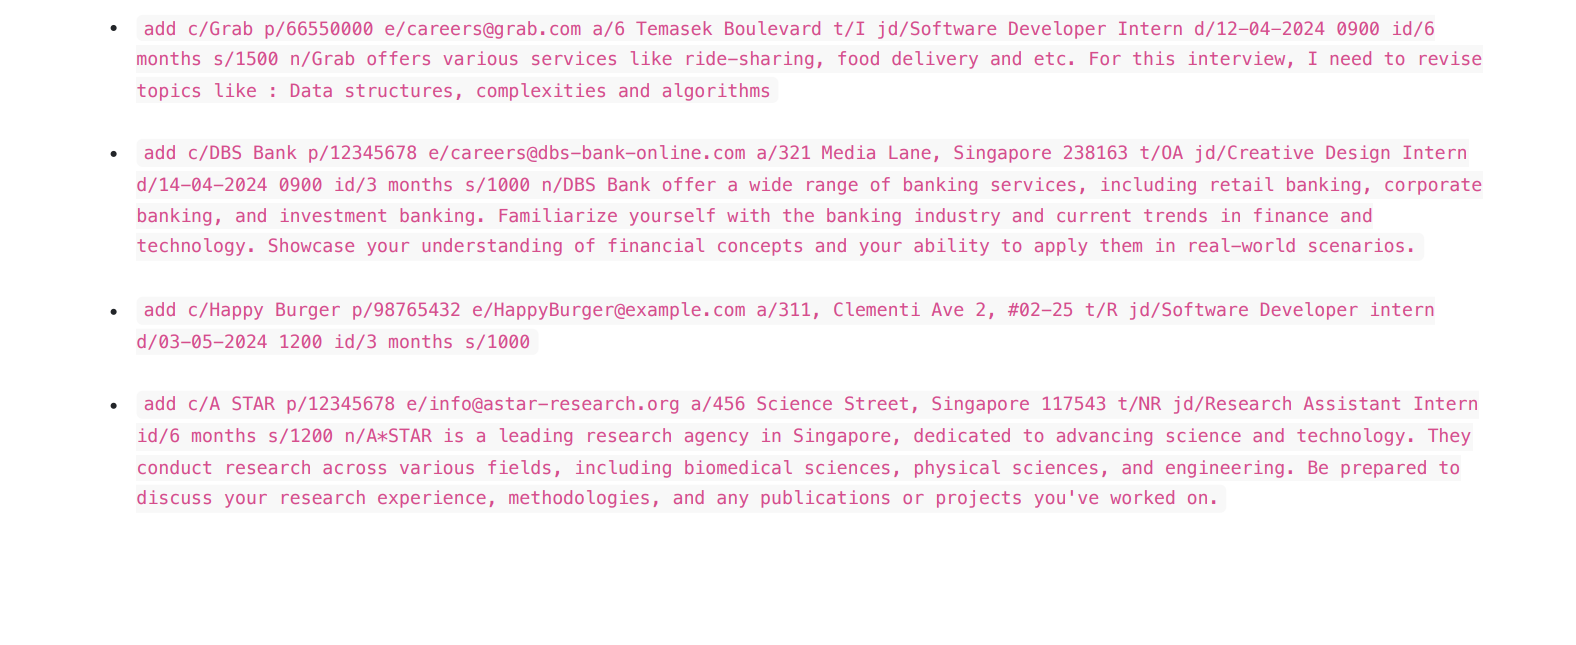 add c/Grab p/66550000 e/careers@grab.com a/6 Temasek Boulevard t/I jd/Software Developer Intern d/12-04-2024 0900 id/6
months s/1500 n/Grab offers various services like ride-sharing, food delivery and etc. For this interview, I need to revise
topics like : Data structures, complexities and algorithms
add c/DBS Bank p/12345678 e/careers@dbs-bank-online.com a/321 Media Lane, Singapore 238163 t/OA jd/Creative Design Intern
d/14-04-2024 0900 id/3 months s/1000 n/DBS Bank offer a wide range of banking services, including retail banking, corporate
banking, and investment banking. Familiarize yourself with the banking industry and current trends in finance and
technology. Showcase your understanding of financial concepts and your ability to apply them in real-world scenarios.
add c/Happy Burger p/98765432 e/HappyBurger@example.com a/311, Clementi Ave 2, #02-25 t/R jd/Software Developer intern
d/03-05-2024 1200 id/3 months s/1000
add c/A STAR p/12345678 e/info@astar-research.org a/456 Science Street, Singapore 117543 t/NR jd/Research Assistant Intern
id/6 months s/1200 n/A*STAR is a leading research agency in Singapore, dedicated to advancing science and technology. They
conduct research across various fields, including biomedical sciences, physical sciences, and engineering. Be prepared to
discuss your research experience, methodologies, and any publications or projects you've worked on.